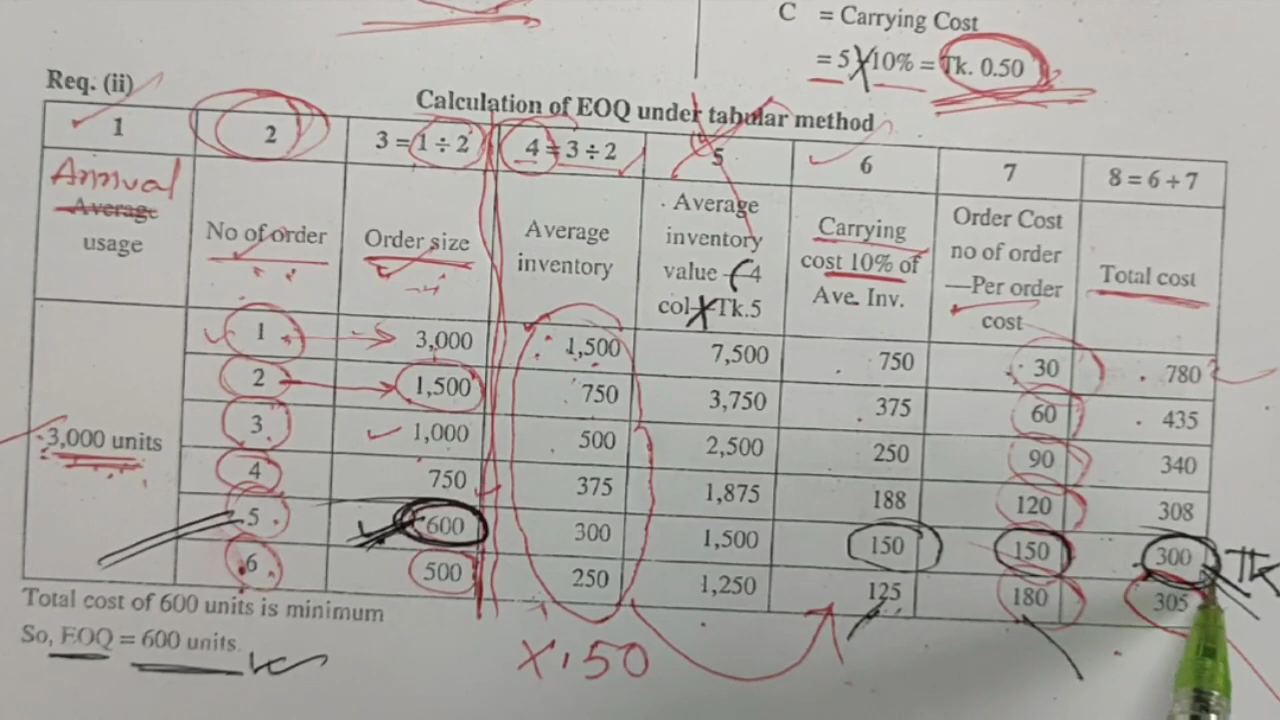 C = Carrying Cost
= 5 X 10% = Tk. 0.50
Req. (ii)
Calculation of EOQ under tabular method
1 2 3 = 1 ÷ 2 4 = 3 ÷ 2 5 6 7 8 = 6 + 7
Annual
Average
usage
No of order
Order size
Average
inventory
Average
inventory
value (4
col X Tk.5
Carrying
cost 10% of
Ave. Inv.
Order Cost
no of order
—Per order
cost
Total cost
3,000 units
1 3,000 1,500 7,500 750 30 780
2 1,500 750 3,750 375 60 435
3 1,000 500 2,500 250 90 340
4 750 375 1,875 188 120 308
5 600 300 1,500 150 150 300 TK
6 500 250 1,250 125 180 305
Total cost of 600 units is minimum
So, EOQ = 600 units.
X .50